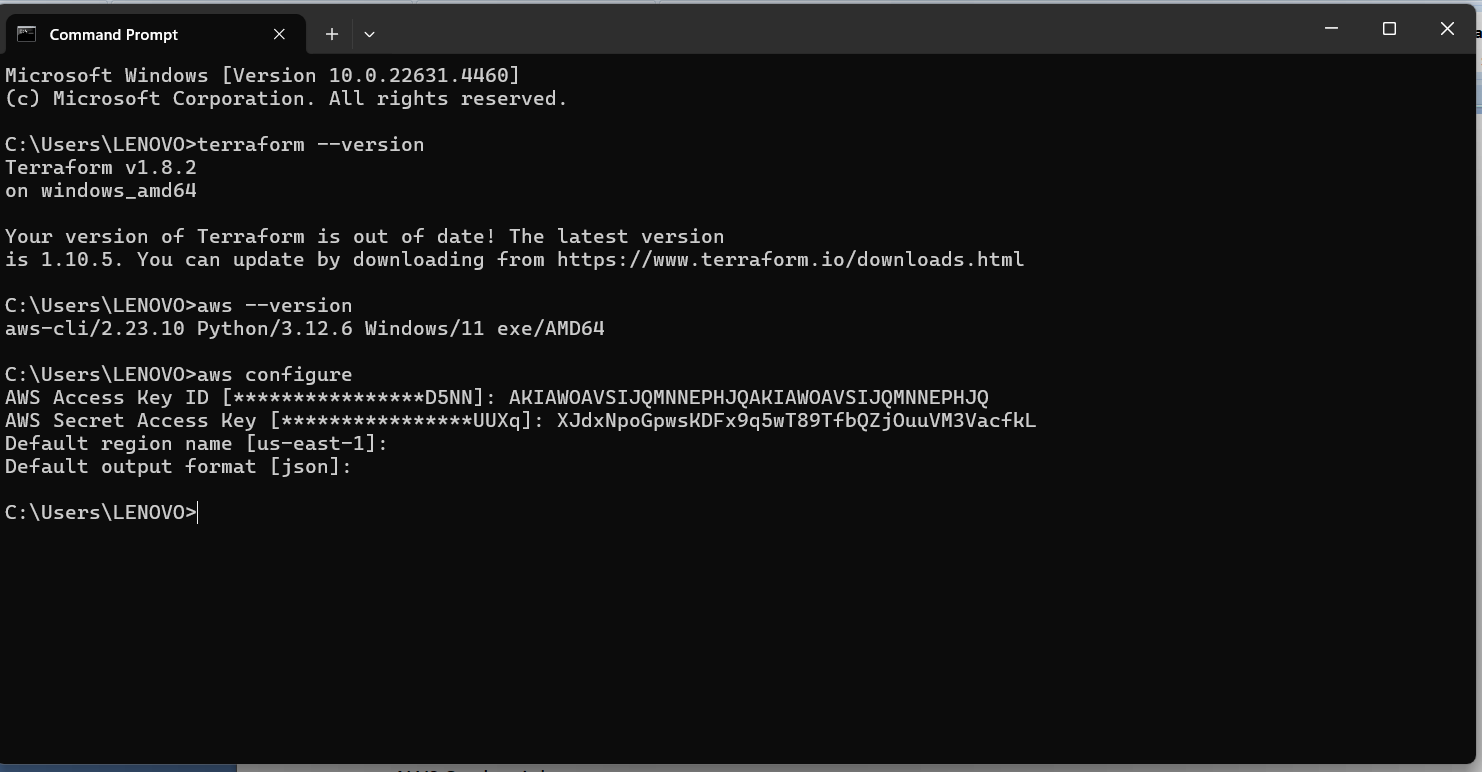 Command Prompt
Microsoft Windows [Version 10.0.22631.4460]
(c) Microsoft Corporation. All rights reserved.
C:\Users\LENOVO>terraform --version
Terraform v1.8.2
on windows_amd64
Your version of Terraform is out of date! The latest version
is 1.10.5. You can update by downloading from https://www.terraform.io/downloads.html
C:\Users\LENOVO>aws --version
aws-cli/2.23.10 Python/3.12.6 Windows/11 exe/AMD64
C:\Users\LENOVO>aws configure
AWS Access Key ID [****************D5NN]: AKIAWOAVSIJQMNNEPHJQAKIAWOAVSIJQMNNEPHJQ
AWS Secret Access Key [****************UUXq]: XJdxNpoGpwsKDFx9q5wT89TfbQZjOuuVM3VacfkL
Default region name [us-east-1]:
Default output format [json]:
C:\Users\LENOVO>